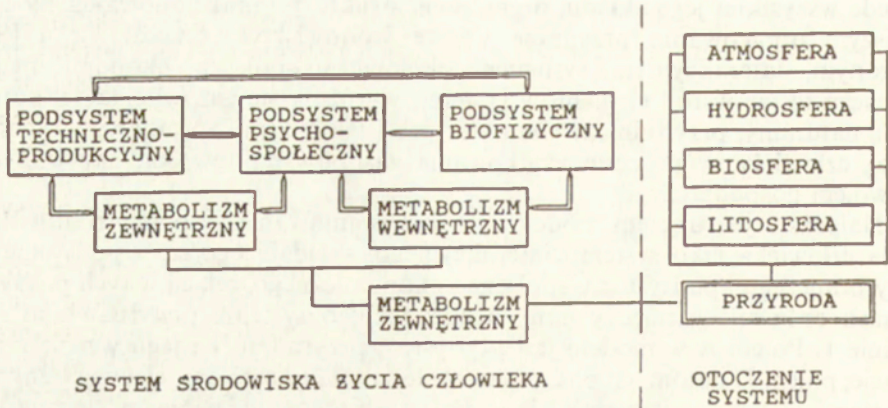 PODSYSTEM
TECHNICZNO-
PRODUKCYJNY
PODSYSTEM
PSYCHO-
SPOŁECZNY
PODSYSTEM
BIOFIZYCZNY
METABOLIZM
ZEWNĘTRZNY
METABOLIZM
WEWNĘTRZNY
METABOLIZM
ZEWNĘTRZNY
SYSTEM ŚRODOWISKA ŻYCIA CZŁOWIEKA
ATMOSFERA
HYDROSFERA
BIOSFERA
LITOSFERA
PRZYRODA
OTOCZENIE
SYSTEMU